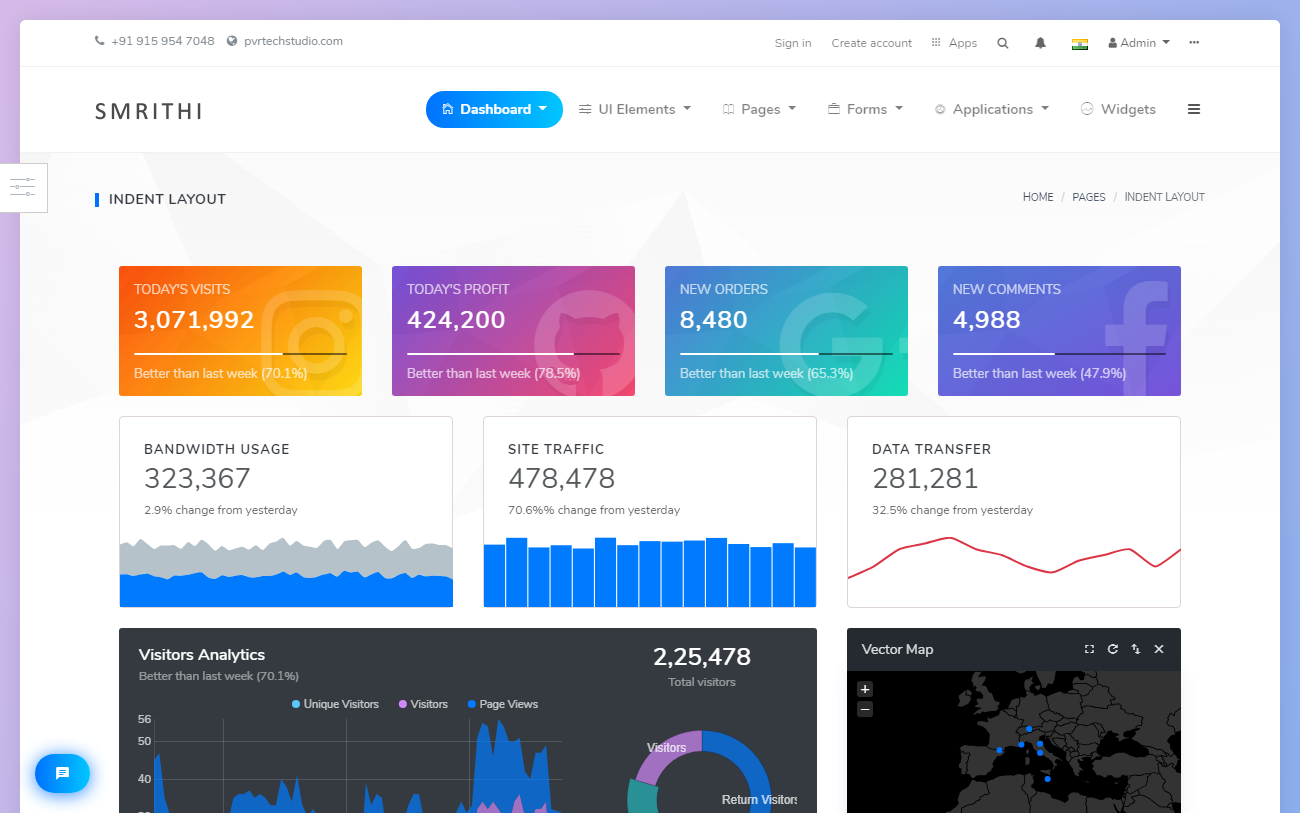 +91 915 954 7048 pvrtechstudio.com Sign in Create account Apps Admin
SMRITHI Dashboard UI Elements Pages Forms Applications Widgets
INDENT LAYOUT HOME / PAGES / INDENT LAYOUT
TODAY'S VISITS
3,071,992
Better than last week (70.1%)
TODAY'S PROFIT
424,200
Better than last week (78.5%)
NEW ORDERS
8,480
Better than last week (65.3%)
NEW COMMENTS
4,988
Better than last week (47.9%)
BANDWIDTH USAGE
323,367
2.9% change from yesterday
SITE TRAFFIC
478,478
70.6%% change from yesterday
DATA TRANSFER
281,281
32.5% change from yesterday
Visitors Analytics
Better than last week (70.1%)
2,25,478
Total visitors
Unique Visitors Visitors Page Views
56
50
40
Visitors
Return Visitors
Vector Map
+
−